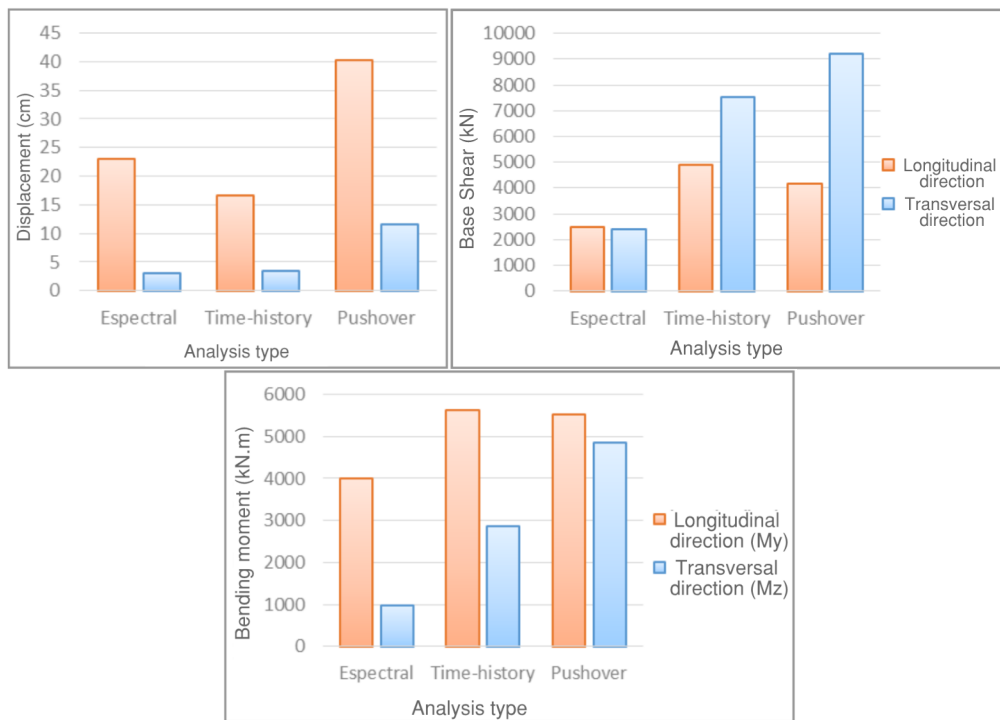 Displacement (cm)
45
40
35
30
25
20
15
10
5
0
Espectral Time-history Pushover
Analysis type
Base Shear (kN)
10000
9000
8000
7000
6000
5000
4000
3000
2000
1000
0
Espectral Time-history Pushover
Analysis type
Longitudinal
direction
Transversal
direction
Bending moment (kN.m)
6000
5000
4000
3000
2000
1000
0
Espectral Time-history Pushover
Analysis type
Longitudinal
direction (My)
Transversal
direction (Mz)